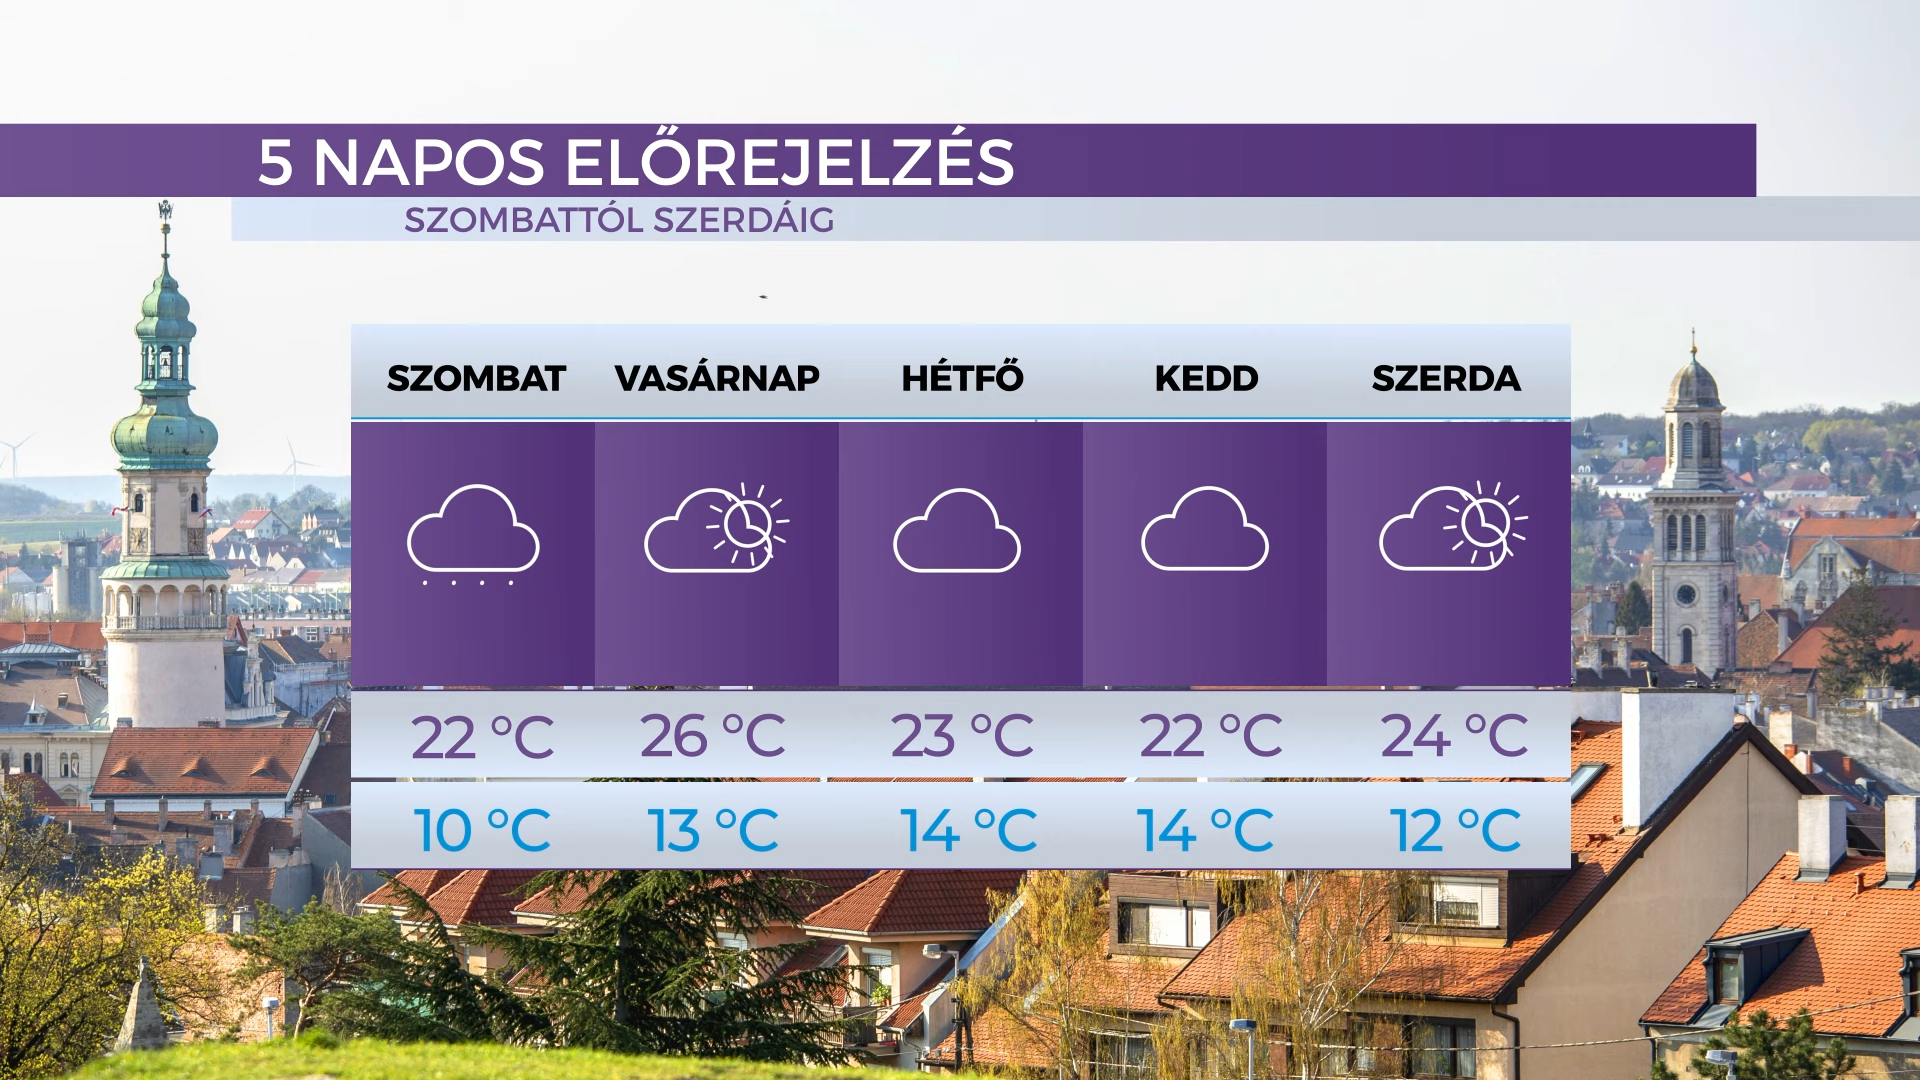 5 NAPOS ELŐREJELZÉS
SZOMBATTÓL SZERDÁIG
SZOMBAT VASÁRNAP HÉTFŐ KEDD SZERDA
22 °C 26 °C 23 °C 22 °C 24 °C
10 °C 13 °C 14 °C 14 °C 12 °C